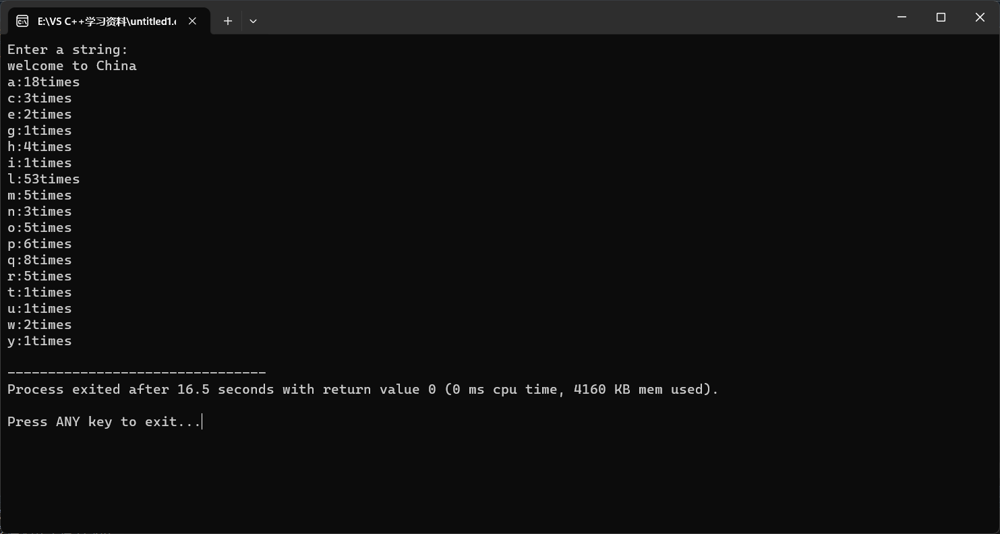 E:\VS C++学习资料\untitled1.e
Enter a string:
welcome to China
a:18times
c:3times
e:2times
g:1times
h:4times
i:1times
l:53times
m:5times
n:3times
o:5times
p:6times
q:8times
r:5times
t:1times
u:1times
w:2times
y:1times
--------------------------------
Process exited after 16.5 seconds with return value 0 (0 ms cpu time, 4160 KB mem used).
Press ANY key to exit...